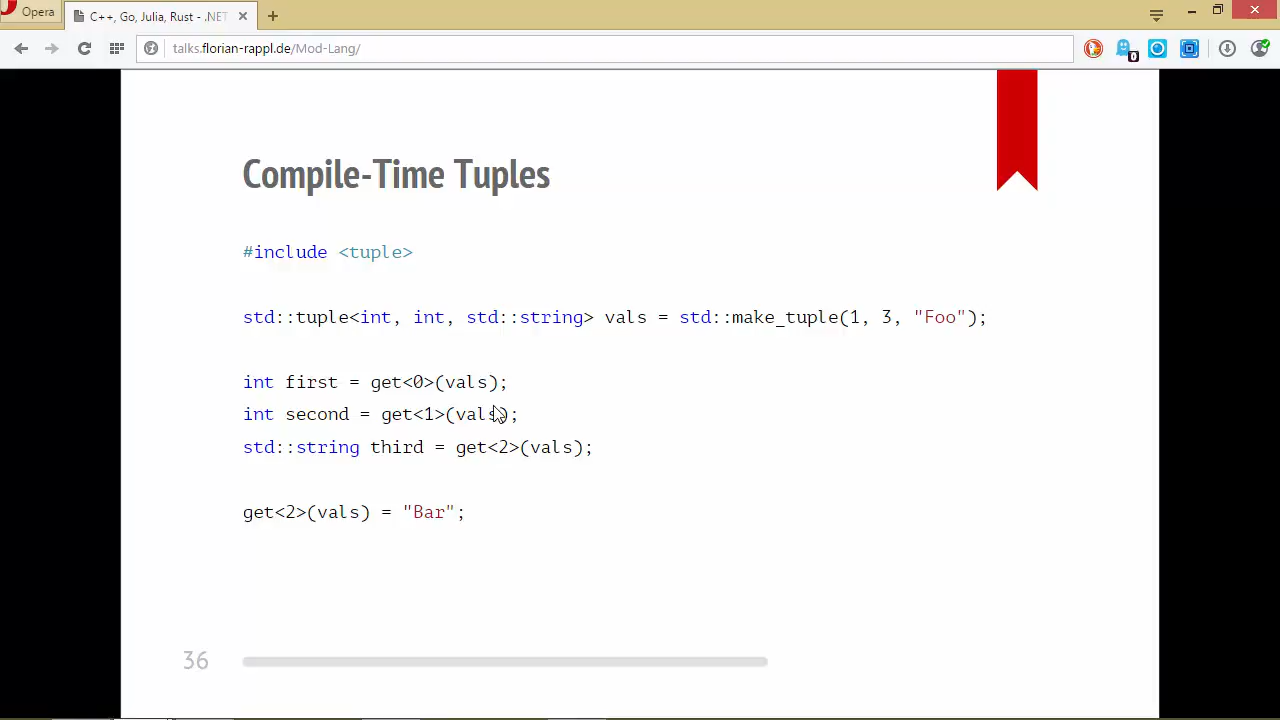 Opera
C++, Go, Julia, Rust - .NET
talks.florian-rappl.de/Mod-Lang/
0
Compile-Time Tuples
#include <tuple>
std::tuple<int, int, std::string> vals = std::make_tuple(1, 3, "Foo");
int first = get<0>(vals);
int second = get<1>(vals);
std::string third = get<2>(vals);
get<2>(vals) = "Bar";
36